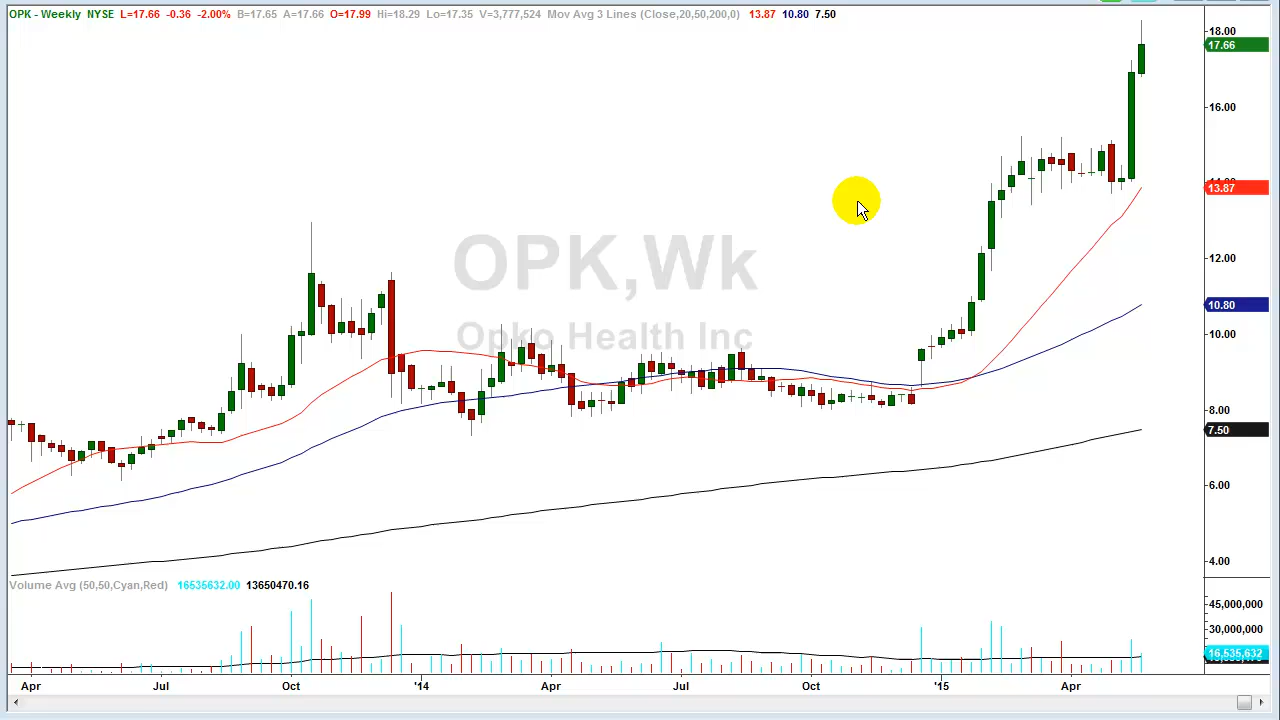 OPK - Weekly NYSE L=17.66 -0.36 -2.00% B=17.65 A=17.66 O=17.99 Hi=18.29 Lo=17.35 V=3,777,524 Mov Avg 3 Lines (Close,20,50,200,0) 13.87 10.80 7.50
18.00
17.66
16.00
13.87
12.00
10.80
10.00
8.00
7.50
6.00
4.00
OPK,Wk
Opko Health Inc
Volume Avg (50,50,Cyan,Red) 16535632.00 13650470.16
45,000,000
30,000,000
16,535,632
Apr Jul Oct '14 Apr Jul Oct '15 Apr